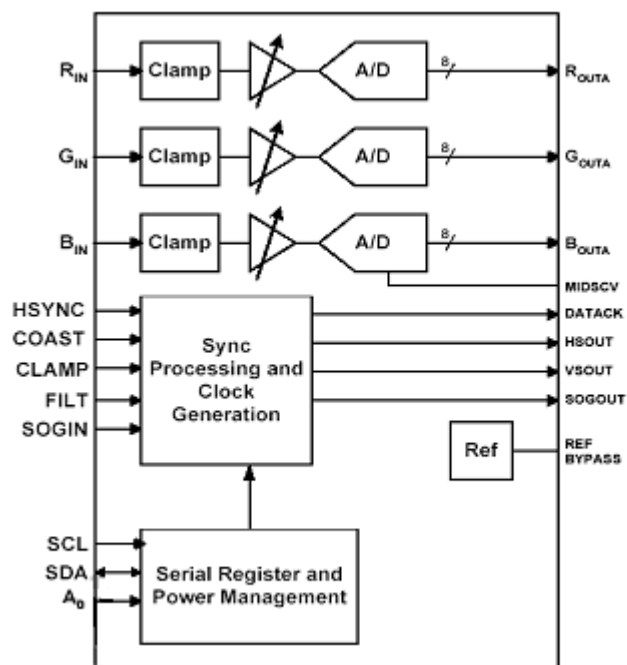 R_IN Clamp A/D 8 R_OUTA
G_IN Clamp A/D 8 G_OUTA
B_IN Clamp A/D 8 B_OUTA
MIDSCV
HSYNC
COAST
CLAMP
FILT
SOGIN
Sync
Processing and
Clock
Generation
DATACK
HSOUT
VSOUT
SOGOUT
Ref
REF
BYPASS
SCL
SDA
A_0
Serial Register and
Power Management